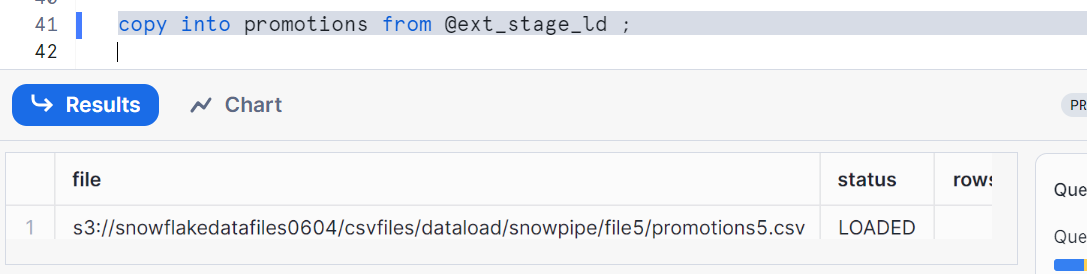 41 copy into promotions from @ext_stage_ld ;
42
Results Chart
file status rows
1 s3://snowflakedatafiles0604/csvfiles/dataload/snowpipe/file5/promotions5.csv LOADED